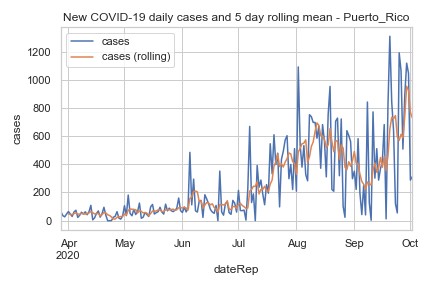 New COVID-19 daily cases and 5 day rolling mean - Puerto_Rico
cases
cases (rolling)
1200
1000
800
600
400
200
0
cases
Apr
2020
May
Jun
Jul
Aug
Sep
Oct
dateRep